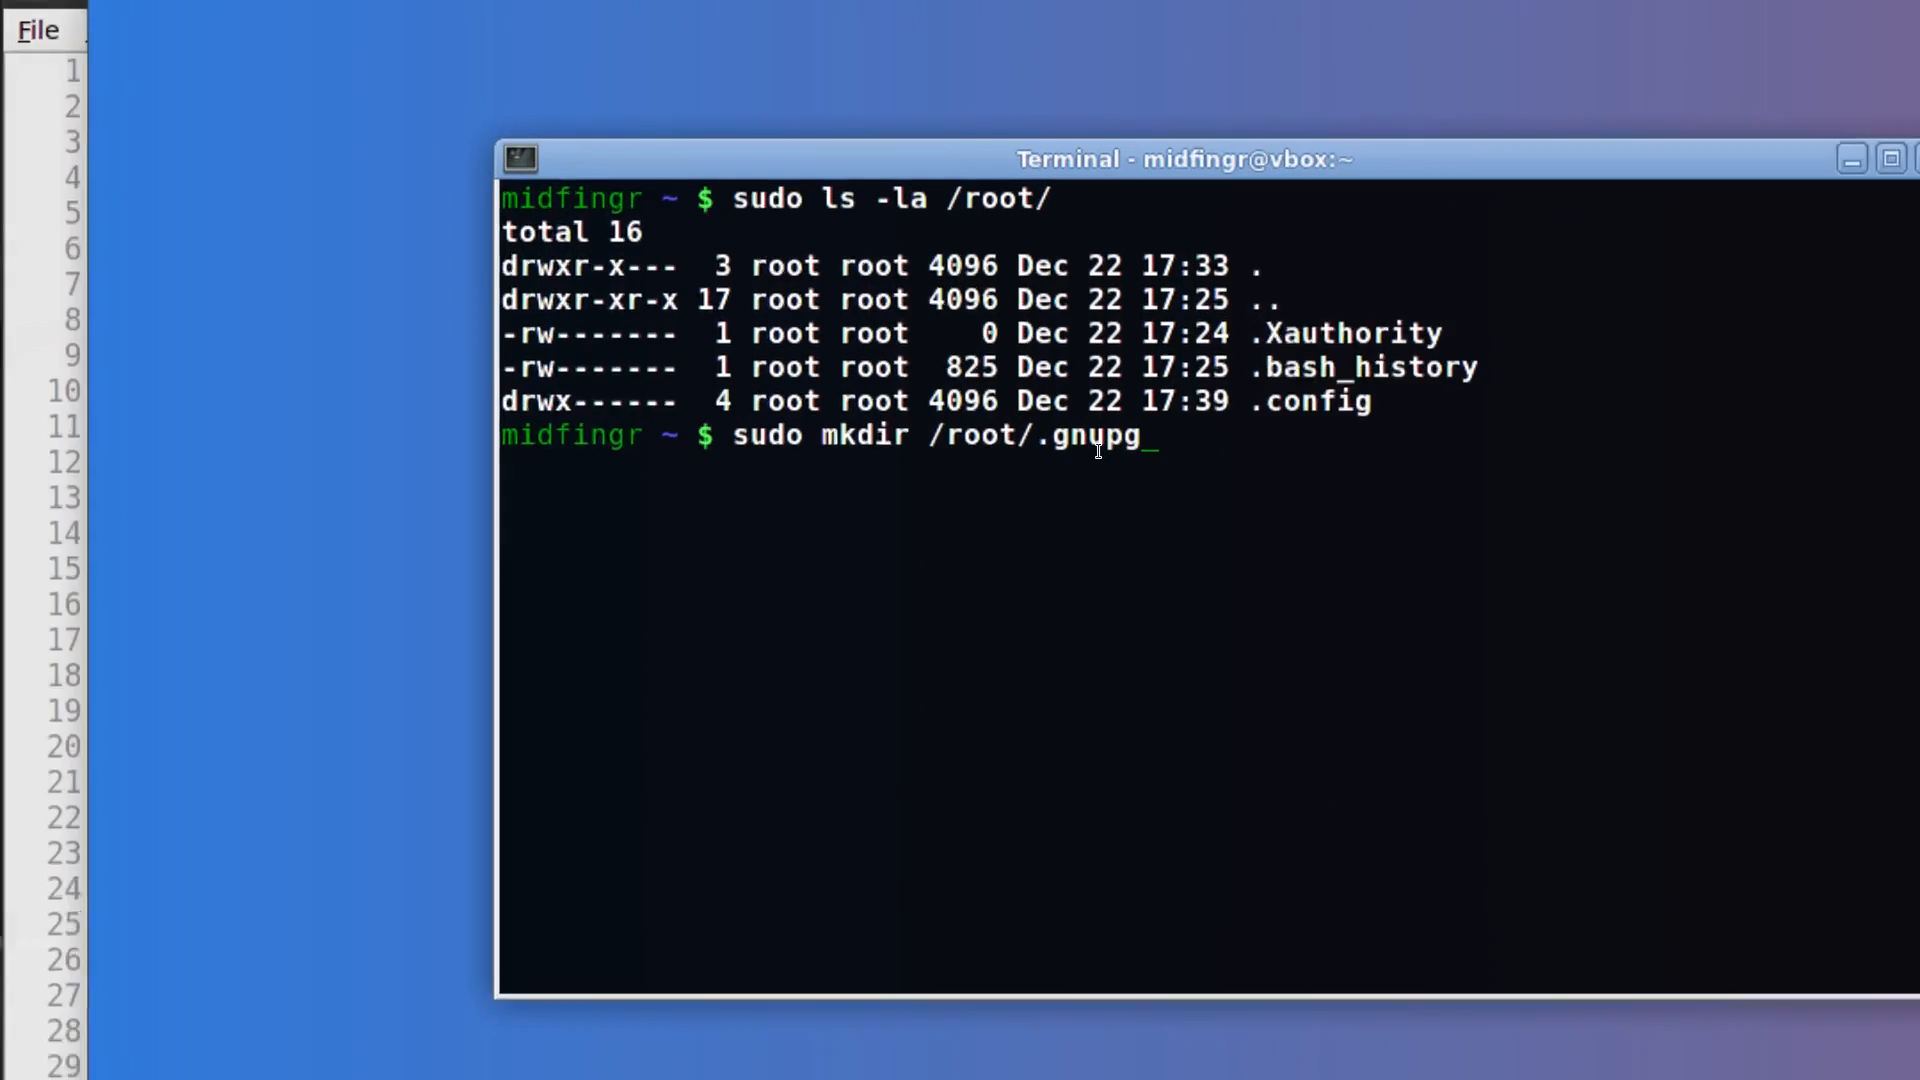 File
1
2
3
4
5
6
7
8
9
10
11
12
13
14
15
16
17
18
19
20
21
22
23
24
25
26
27
28
29
Terminal - midfingr@vbox:~
midfingr ~ $ sudo ls -la /root/
total 16
drwxr-x---  3 root root 4096 Dec 22 17:33 .
drwxr-xr-x 17 root root 4096 Dec 22 17:25 ..
-rw-------  1 root root    0 Dec 22 17:24 .Xauthority
-rw-------  1 root root  825 Dec 22 17:25 .bash_history
drwx------  4 root root 4096 Dec 22 17:39 .config
midfingr ~ $ sudo mkdir /root/.gnupg_